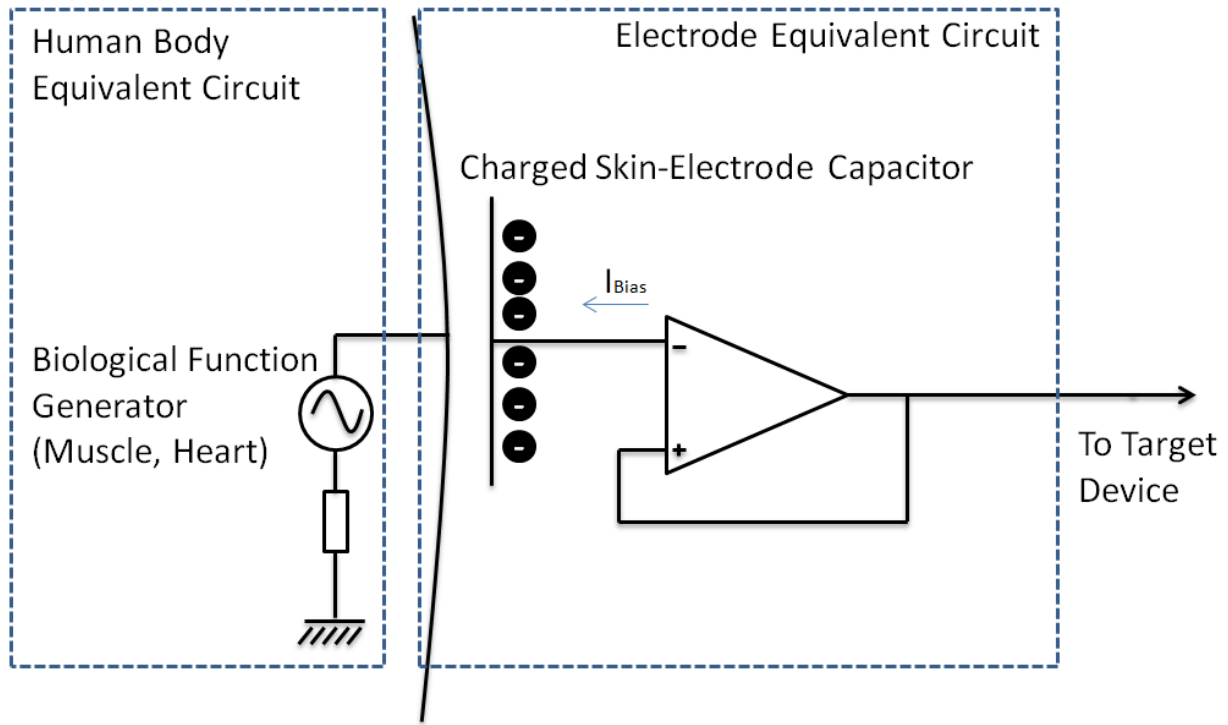 Human Body
Equivalent Circuit
Electrode Equivalent Circuit
Charged Skin-Electrode Capacitor
- 
-
-
-
-
-
IBias
Biological Function
Generator
(Muscle, Heart)
-
+
To Target
Device